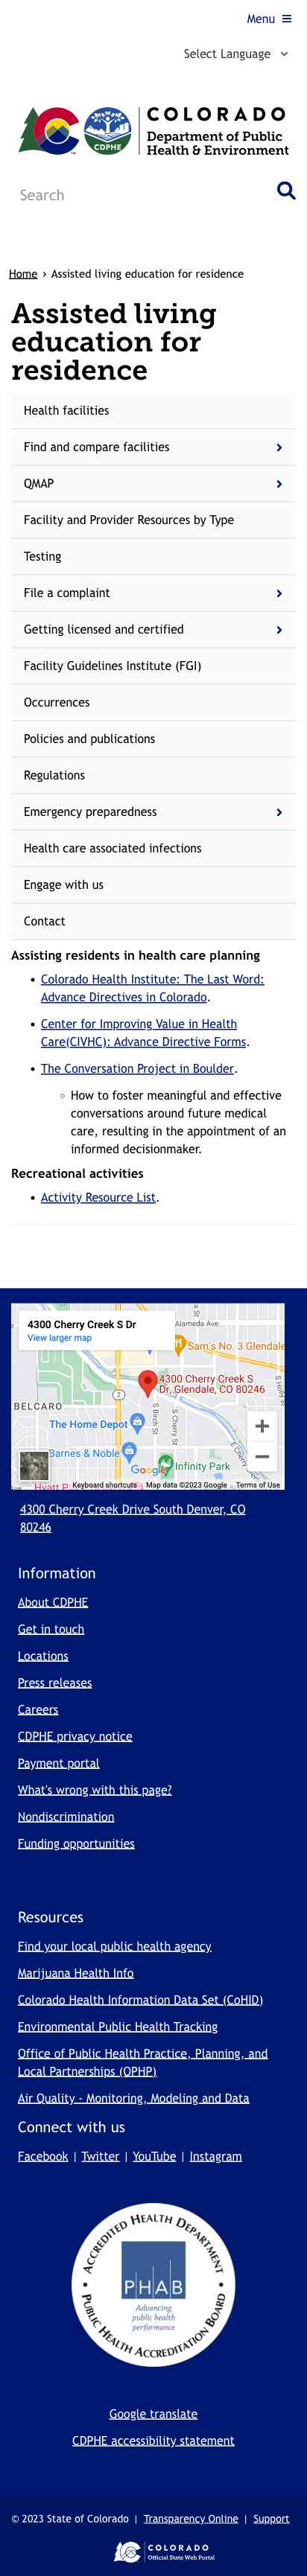 Menu
Select Language
COLORADO
Department of Public
Health & Environment
Search
Home › Assisted living education for residence
Assisted living
education for
residence
Health facilities
Find and compare facilities
QMAP
Facility and Provider Resources by Type
Testing
File a complaint
Getting licensed and certified
Facility Guidelines Institute (FGI)
Occurrences
Policies and publications
Regulations
Emergency preparedness
Health care associated infections
Engage with us
Contact
Assisting residents in health care planning
Colorado Health Institute: The Last Word:
Advance Directives in Colorado.
Center for Improving Value in Health
Care(CIVHC): Advance Directive Forms.
The Conversation Project in Boulder.
How to foster meaningful and effective
conversations around future medical
care, resulting in the appointment of an
informed decisionmaker.
Recreational activities
Activity Resource List.
4300 Cherry Creek S Dr
View larger map
Alameda Ave
Sam's No. 3 Glendale
4300 Cherry Creek S
Dr, Glendale, CO 80246
2
BELCARO
The Home Depot
S Birch St
S Cherry St
Barnes & Noble
Infinity Park
Google
Keyboard shortcuts
Map data ©2023 Google
Terms of Use
4300 Cherry Creek Drive South Denver, CO
80246
Information
About CDPHE
Get in touch
Locations
Press releases
Careers
CDPHE privacy notice
Payment portal
What's wrong with this page?
Nondiscrimination
Funding opportunities
Resources
Find your local public health agency
Marijuana Health Info
Colorado Health Information Data Set (CoHID)
Environmental Public Health Tracking
Office of Public Health Practice, Planning, and
Local Partnerships (OPHP)
Air Quality - Monitoring, Modeling and Data
Connect with us
Facebook | Twitter | YouTube | Instagram
ACCREDITED HEALTH DEPARTMENT
PHAB
Advancing
public health
performance
PUBLIC HEALTH ACCREDITATION BOARD
Google translate
CDPHE accessibility statement
© 2023 State of Colorado | Transparency Online | Support
COLORADO
Official State Web Portal